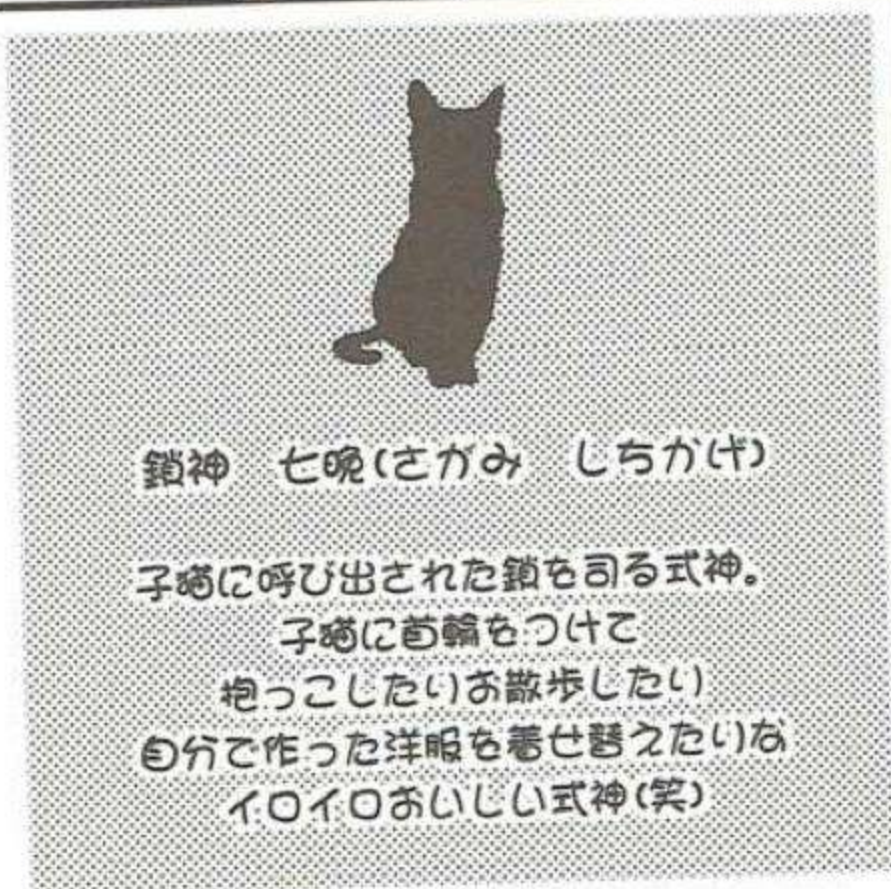 鎖神　七晩(さがみ　しちかげ)
子猫に呼び出された鎖を司る式神。
子猫に首輪をつけて
抱っこしたりお散歩したり
自分で作った洋服を着せ替えたりな
イロイロおいしい式神(笑)